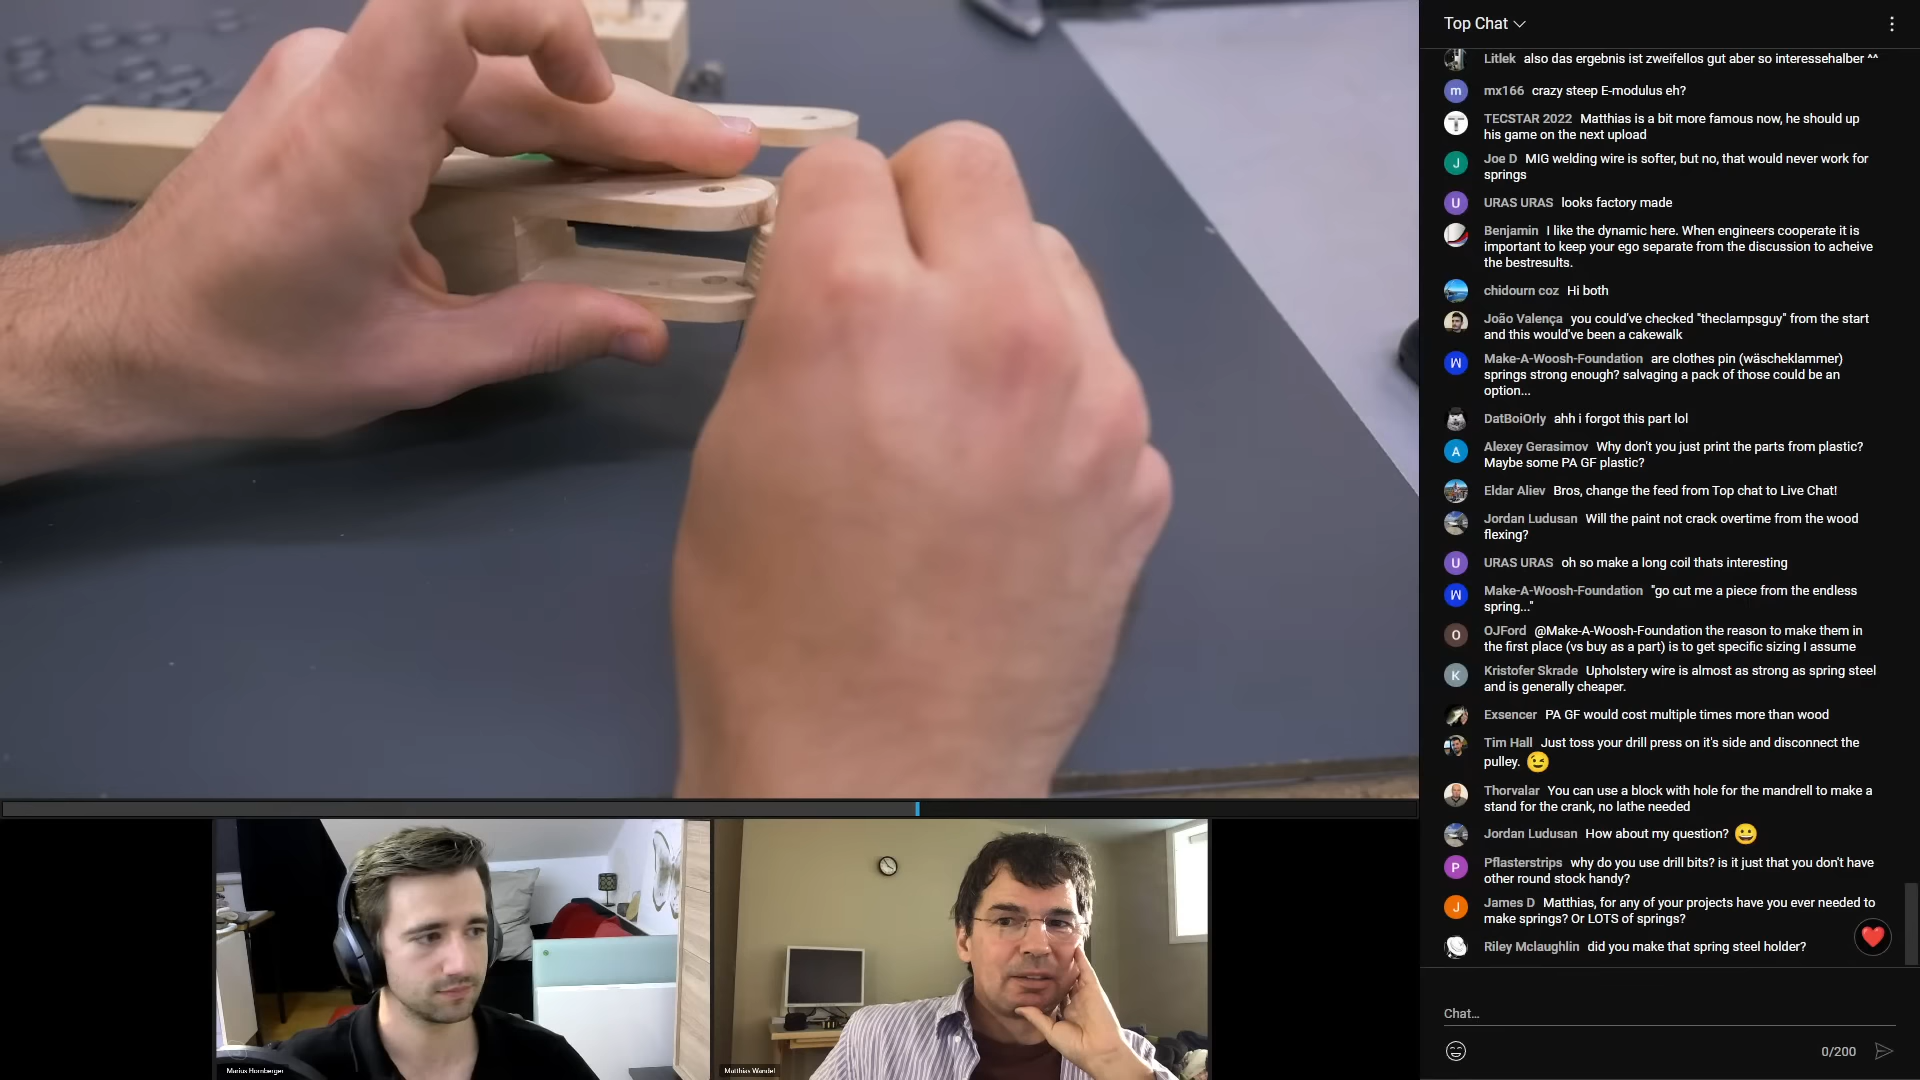 Top Chat
Litlek also das ergebnis ist zweifellos gut aber so interessehalber ^^
m mx166 crazy steep E-modulus eh?
TECSTAR 2022 Matthias is a bit more famous now, he should up
his game on the next upload
J Joe D MIG welding wire is softer, but no, that would never work for
springs
U URAS URAS looks factory made
Benjamin I like the dynamic here. When engineers cooperate it is
important to keep your ego separate from the discussion to acheive
the bestresults.
chidourn coz Hi both
João Valença you could've checked "theclampsguy" from the start
and this would've been a cakewalk
Make-A-Woosh-Foundation are clothes pin (wäscheklammer)
springs strong enough? salvaging a pack of those could be an
option...
DatBoiOrly ahh i forgot this part lol
A Alexey Gerasimov Why don't you just print the parts from plastic?
Maybe some PA GF plastic?
Eldar Aliev Bros, change the feed from Top chat to Live Chat!
Jordan Ludusan Will the paint not crack overtime from the wood
flexing?
U URAS URAS oh so make a long coil thats interesting
Make-A-Woosh-Foundation "go cut me a piece from the endless
spring..."
O OJFord @Make-A-Woosh-Foundation the reason to make them in
the first place (vs buy as a part) is to get specific sizing I assume
K Kristofer Skrade Upholstery wire is almost as strong as spring steel
and is generally cheaper.
Exsencer PA GF would cost multiple times more than wood
Tim Hall Just toss your drill press on it's side and disconnect the
pulley. 😉
Thorvalar You can use a block with hole for the mandrell to make a
stand for the crank, no lathe needed
Jordan Ludusan How about my question? 😀
P Pflasterstrips why do you use drill bits? is it just that you don't have
other round stock handy?
J James D Matthias, for any of your projects have you ever needed to
make springs? Or LOTS of springs?
Riley Mclaughlin did you make that spring steel holder?
Chat...
0/200
Marius Hornberger
Matthias Wandel